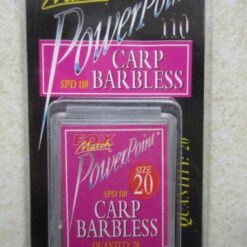 Match
PowerPoint
110
CARP
SPD 110
BARBLESS
QUANTITY: 20
FOX
Match
PowerPoint
SIZE
20
SPD 110
CARP
BARBLESS
QUANTITY 20